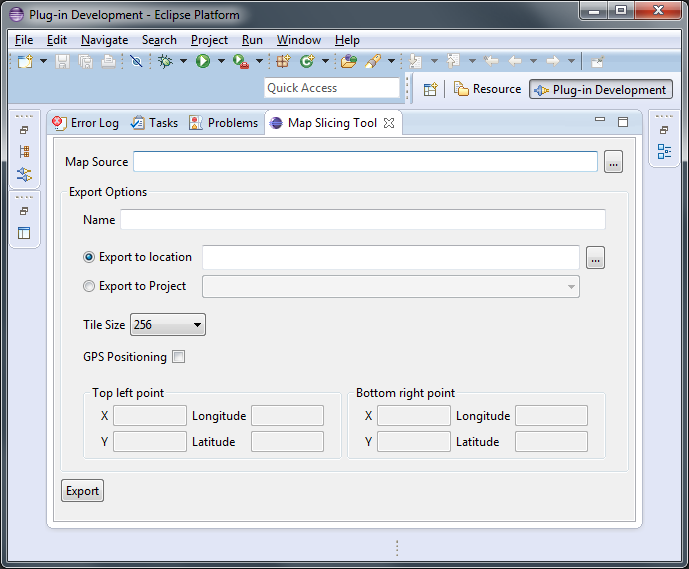 Plug-in Development - Eclipse Platform
File Edit Navigate Search Project Run Window Help
Quick Access Resource Plug-in Development
Error Log Tasks Problems Map Slicing Tool
Map Source ...
Export Options
Name
Export to location ...
Export to Project
Tile Size 256
GPS Positioning
Top left point Bottom right point
X Longitude X Longitude
Y Latitude Y Latitude
Export